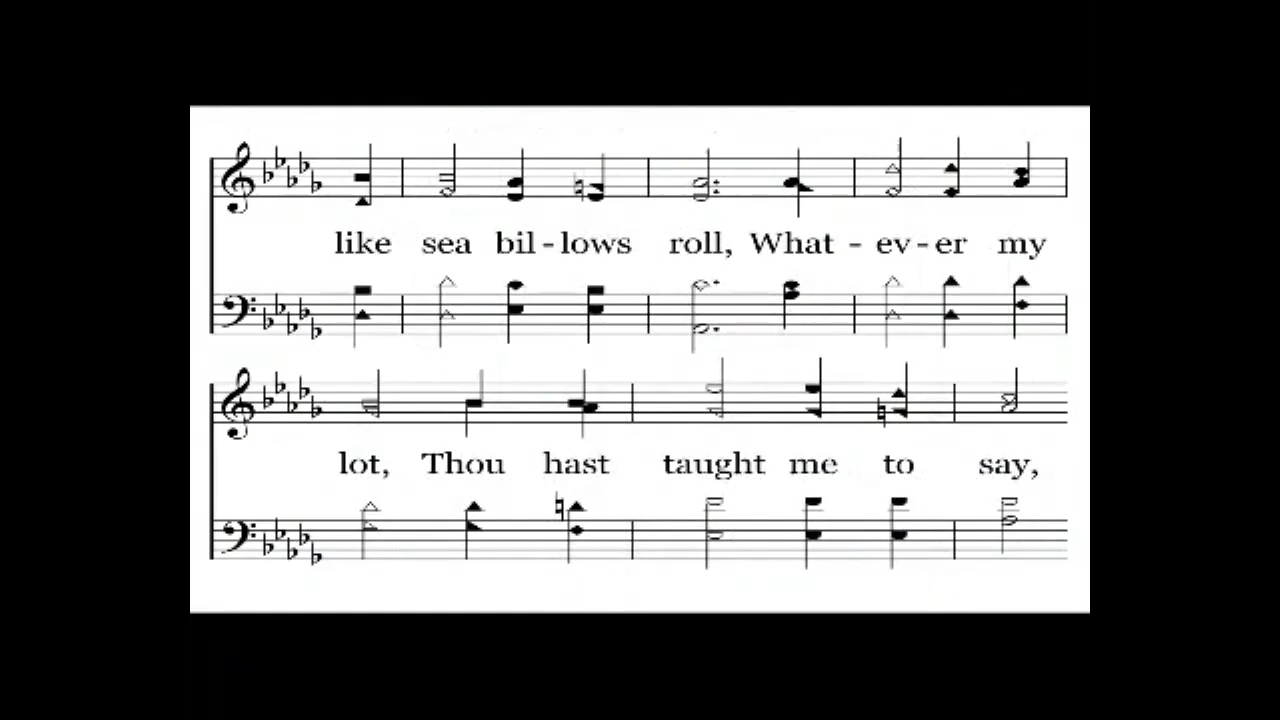 like sea bil - lows roll, What - ev - er my
lot, Thou hast taught me to say,